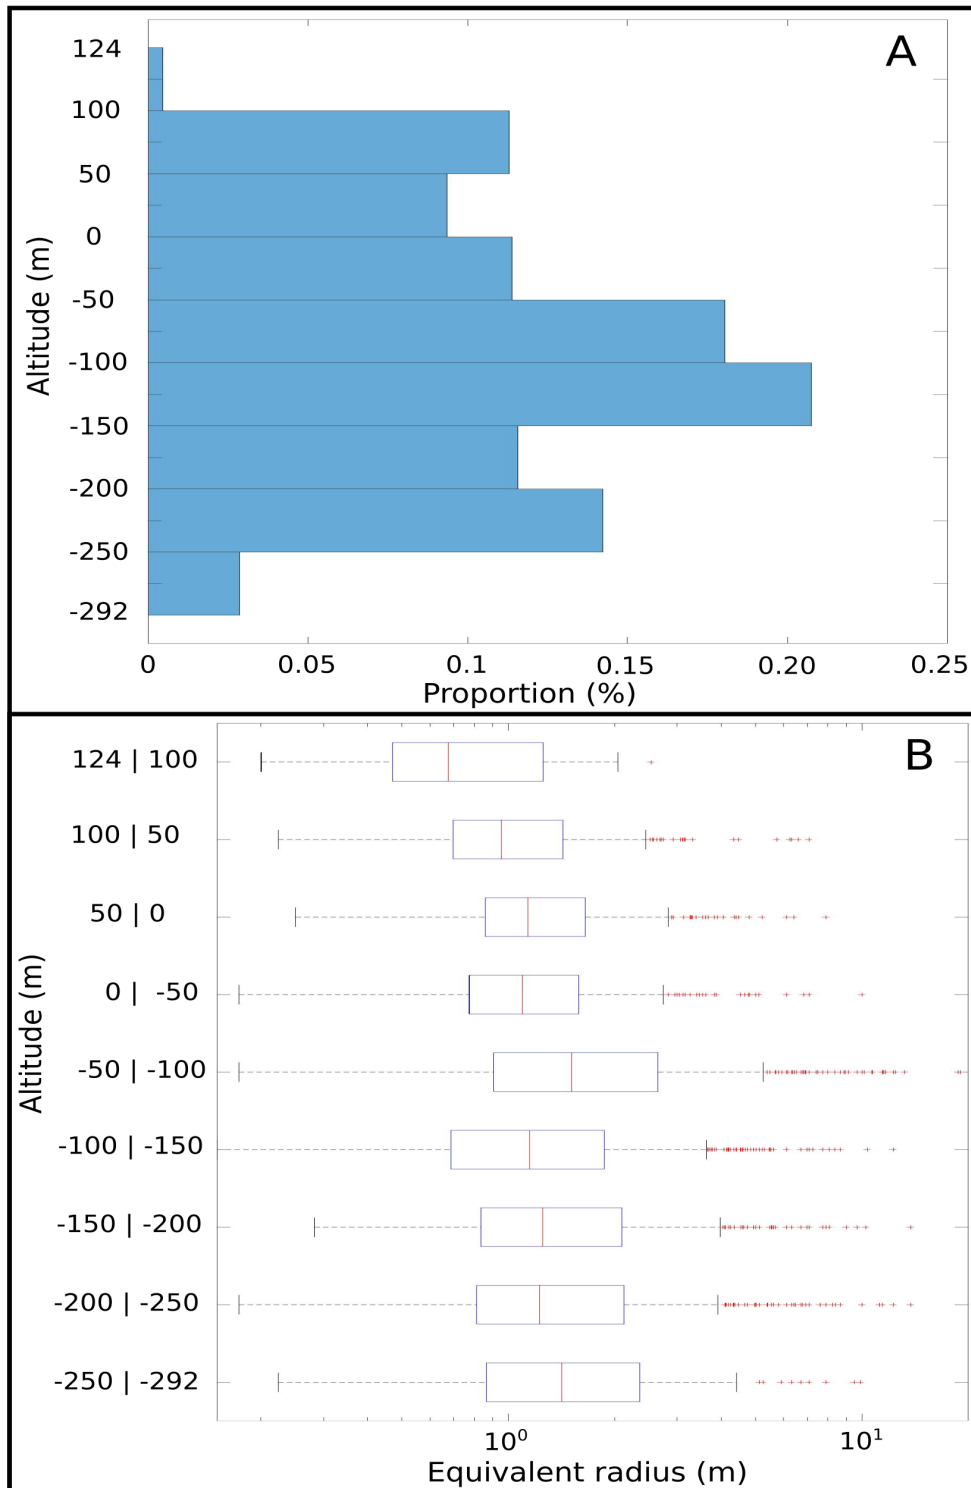 A
124
100
50
0
-50
-100
-150
-200
-250
-292
Altitude (m)
0 0.05 0.1 0.15 0.20 0.25
Proportion (%)
B
124 | 100
100 | 50
50 | 0
0 | -50
-50 | -100
-100 | -150
-150 | -200
-200 | -250
-250 | -292
Altitude (m)
10⁰ 10¹
Equivalent radius (m)